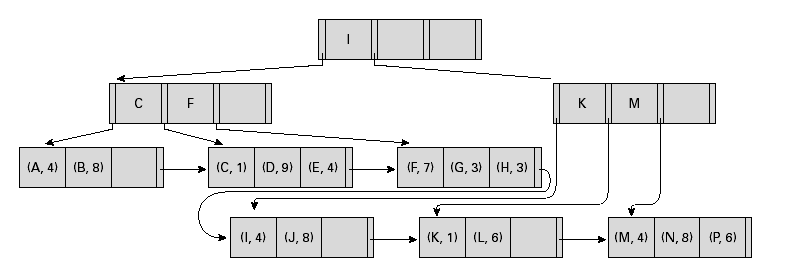 I
C F
K M
(A, 4) (B, 8)
(C, 1) (D, 9) (E, 4)
(F, 7) (G, 3) (H, 3)
(I, 4) (J, 8)
(K, 1) (L, 6)
(M, 4) (N, 8) (P, 6)